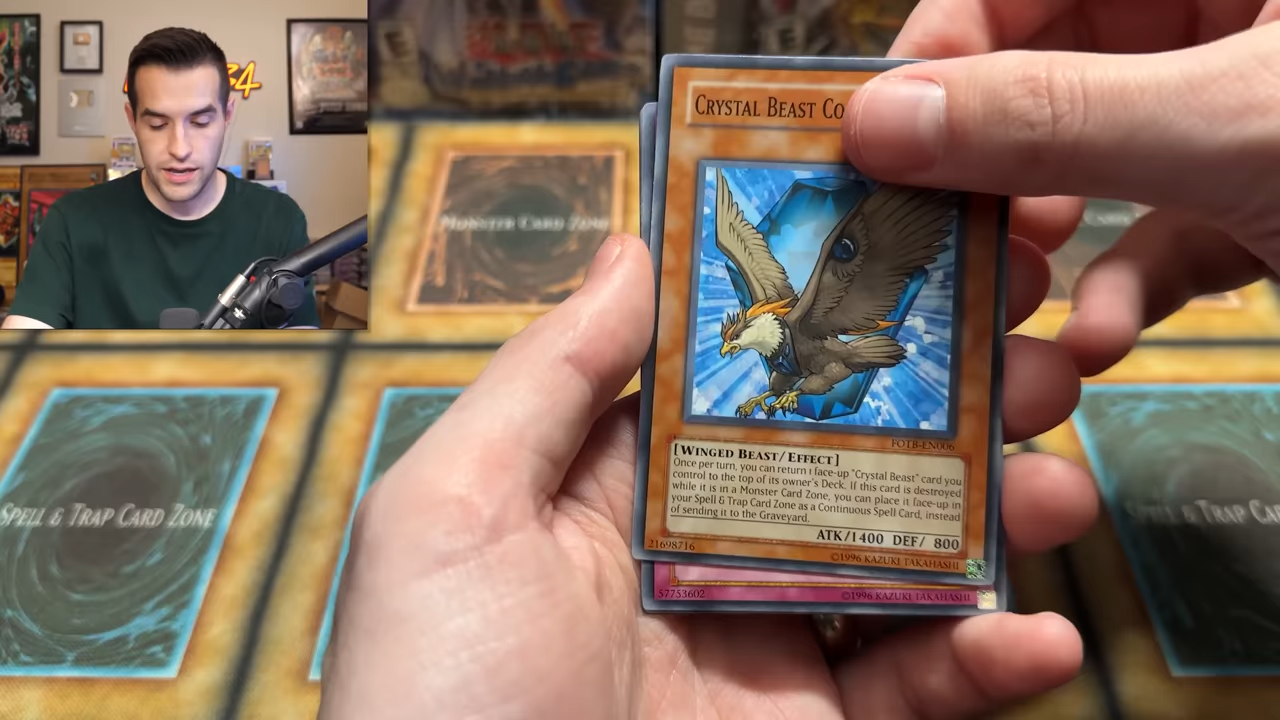 34
CRYSTAL BEAST CO
MONSTER CARD ZONE
FOTB-EN006
[WINGED BEAST/EFFECT]
Once per turn, you can return 1 face-up "Crystal Beast" card you
control to the top of its owner's Deck. If this card is destroyed
while it is in a Monster Card Zone, you can place it face-up in
your Spell & Trap Card Zone as a Continuous Spell Card, instead
of sending it to the Graveyard.
ATK/1400 DEF/ 800
21698716
©1996 KAZUKI TAKAHASHI
57753602
©1996 KAZUKI TAKAHASHI
SPELL & TRAP CARD ZONE
SPELL & TRAP CAR